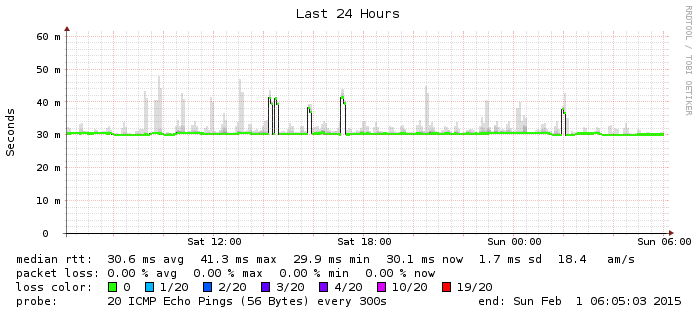 Last 24 Hours
RRDTOOL / TOBI OETIKER
Seconds
60 m
50 m
40 m
30 m
20 m
10 m
0
Sat 12:00 Sat 18:00 Sun 00:00 Sun 06:00
median rtt: 30.6 ms avg 41.3 ms max 29.9 ms min 30.1 ms now 1.7 ms sd 18.4 am/s
packet loss: 0.00 % avg 0.00 % max 0.00 % min 0.00 % now
loss color: 0 1/20 2/20 3/20 4/20 10/20 19/20
probe: 20 ICMP Echo Pings (56 Bytes) every 300s end: Sun Feb 1 06:05:03 2015